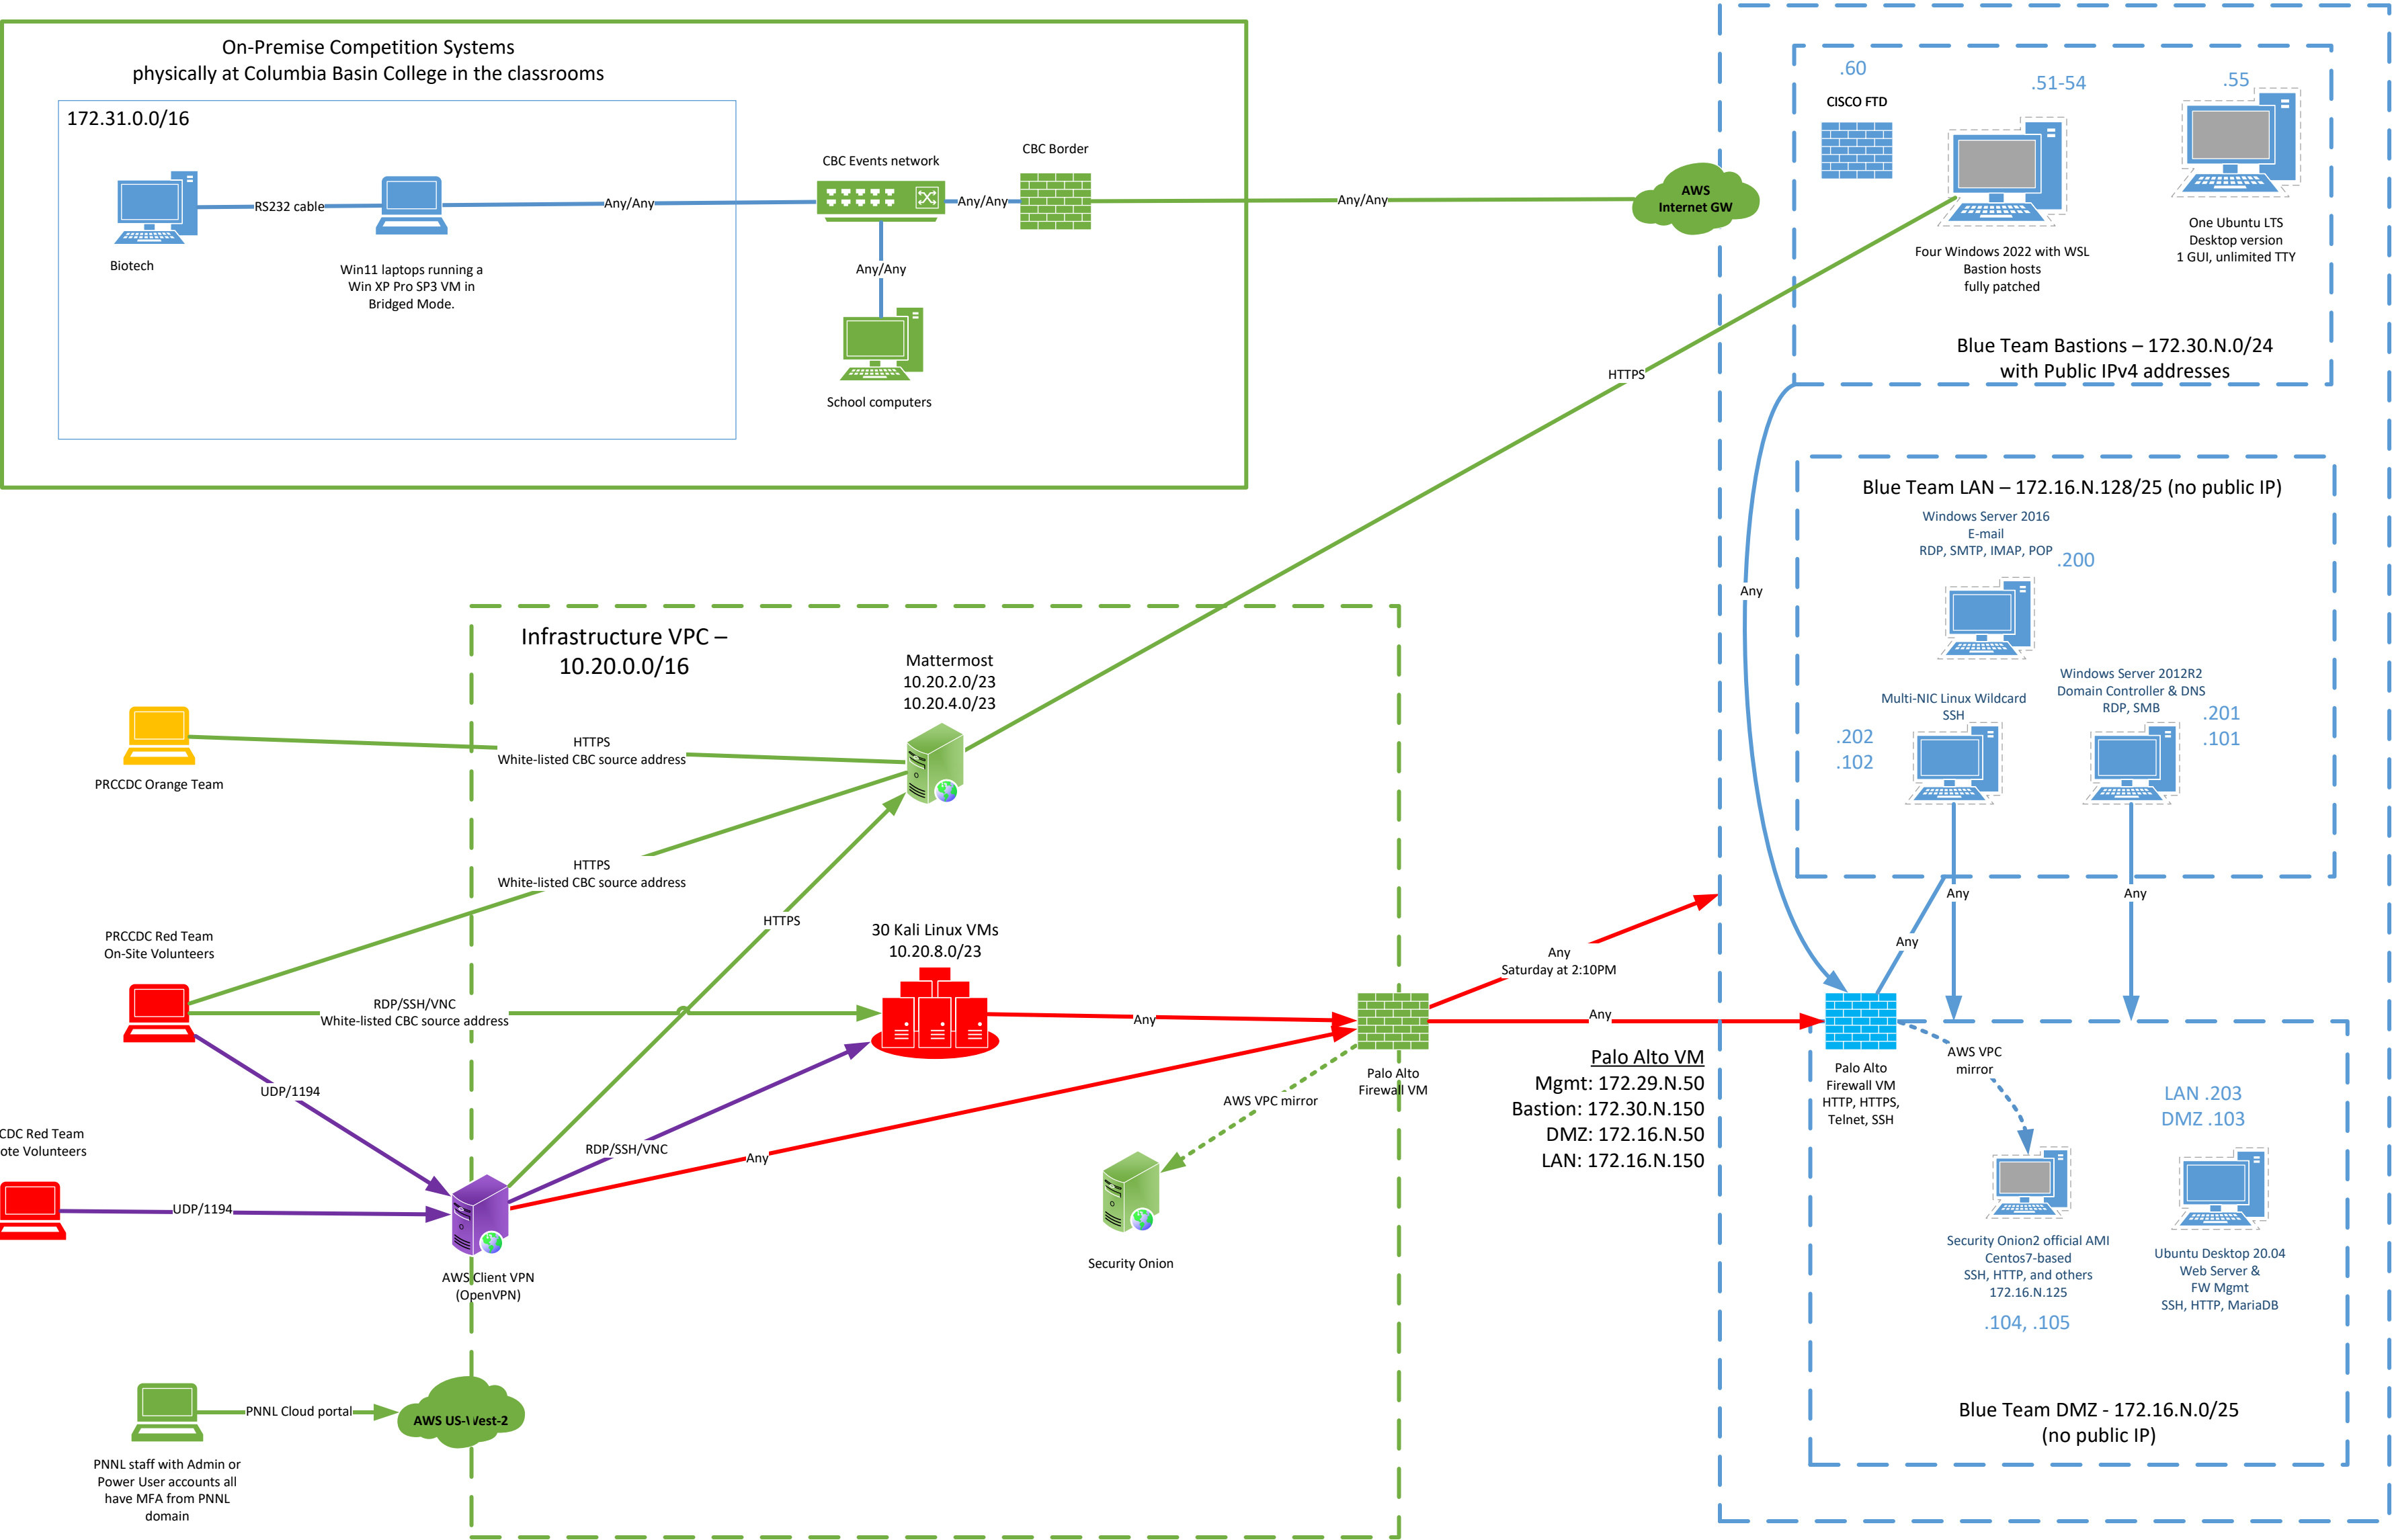 On-Premise Competition Systems
physically at Columbia Basin College in the classrooms
172.31.0.0/16
Biotech
RS232 cable
Win11 laptops running a
Win XP Pro SP3 VM in
Bridged Mode.
Any/Any
CBC Events network
Any/Any
CBC Border
Any/Any
School computers
Any/Any
AWS
Internet GW
.60
CISCO FTD
.51-54
.55
Four Windows 2022 with WSL
Bastion hosts
fully patched
One Ubuntu LTS
Desktop version
1 GUI, unlimited TTY
Blue Team Bastions – 172.30.N.0/24
with Public IPv4 addresses
HTTPS
Any
Blue Team LAN – 172.16.N.128/25 (no public IP)
Windows Server 2016
E-mail
RDP, SMTP, IMAP, POP
.200
Multi-NIC Linux Wildcard
SSH
.202
.102
Windows Server 2012R2
Domain Controller & DNS
RDP, SMB
.201
.101
Any
Any
Any
Infrastructure VPC –
10.20.0.0/16
Mattermost
10.20.2.0/23
10.20.4.0/23
PRCCDC Orange Team
HTTPS
White-listed CBC source address
HTTPS
White-listed CBC source address
HTTPS
PRCCDC Red Team
On-Site Volunteers
RDP/SSH/VNC
White-listed CBC source address
30 Kali Linux VMs
10.20.8.0/23
Any
UDP/1194
CDC Red Team
ote Volunteers
UDP/1194
RDP/SSH/VNC
Any
AWS Client VPN
(OpenVPN)
AWS VPC mirror
Security Onion
Palo Alto
Firewall VM
Any
Saturday at 2:10PM
Any
Palo Alto VM
Mgmt: 172.29.N.50
Bastion: 172.30.N.150
DMZ: 172.16.N.50
LAN: 172.16.N.150
Palo Alto
Firewall VM
HTTP, HTTPS,
Telnet, SSH
AWS VPC
mirror
LAN .203
DMZ .103
Security Onion2 official AMI
Centos7-based
SSH, HTTP, and others
172.16.N.125
.104, .105
Ubuntu Desktop 20.04
Web Server &
FW Mgmt
SSH, HTTP, MariaDB
Blue Team DMZ - 172.16.N.0/25
(no public IP)
PNNL Cloud portal
AWS US-West-2
PNNL staff with Admin or
Power User accounts all
have MFA from PNNL
domain